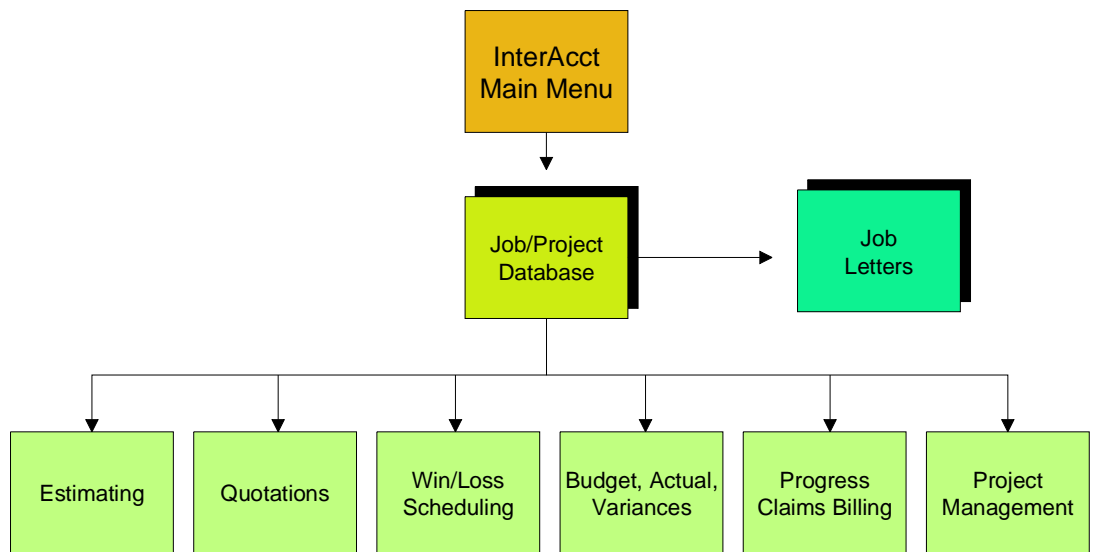 InterAcct
Main Menu
Job/Project
Database
Job
Letters
Estimating
Quotations
Win/Loss
Scheduling
Budget, Actual,
Variances
Progress
Claims Billing
Project
Management